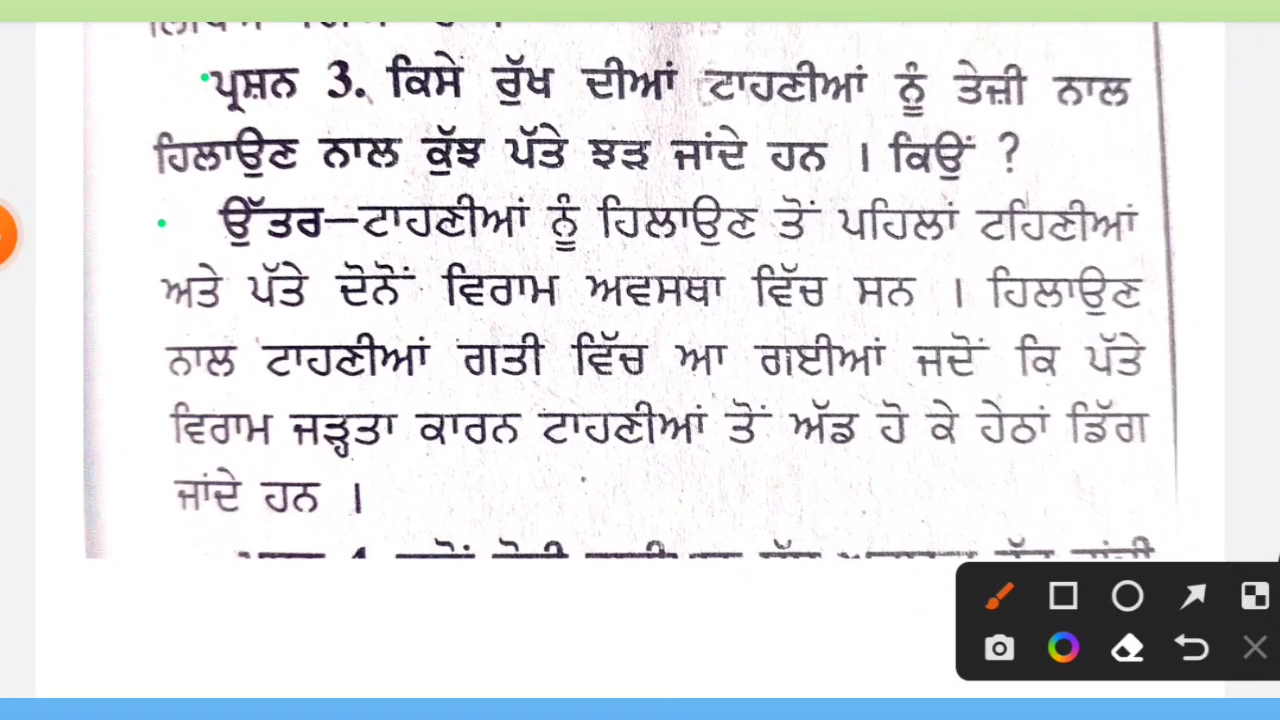 ਪ੍ਰਸ਼ਨ 3. ਕਿਸੇ ਰੁੱਖ ਦੀਆਂ ਟਾਹਣੀਆਂ ਨੂੰ ਤੇਜ਼ੀ ਨਾਲ
ਹਿਲਾਉਣ ਨਾਲ ਕੁੱਝ ਪੱਤੇ ਝੜ ਜਾਂਦੇ ਹਨ । ਕਿਉਂ ?
ਉੱਤਰ—ਟਾਹਣੀਆਂ ਨੂੰ ਹਿਲਾਉਣ ਤੋਂ ਪਹਿਲਾਂ ਟਹਿਣੀਆਂ
ਅਤੇ ਪੱਤੇ ਦੋਨੋਂ ਵਿਰਾਮ ਅਵਸਥਾ ਵਿੱਚ ਸਨ । ਹਿਲਾਉਣ
ਨਾਲ ਟਾਹਣੀਆਂ ਗਤੀ ਵਿੱਚ ਆ ਗਈਆਂ ਜਦੋਂ ਕਿ ਪੱਤੇ
ਵਿਰਾਮ ਜੜ੍ਹਤਾ ਕਾਰਨ ਟਾਹਣੀਆਂ ਤੋਂ ਅੱਡ ਹੋ ਕੇ ਹੇਠਾਂ ਡਿੱਗ
ਜਾਂਦੇ ਹਨ ।